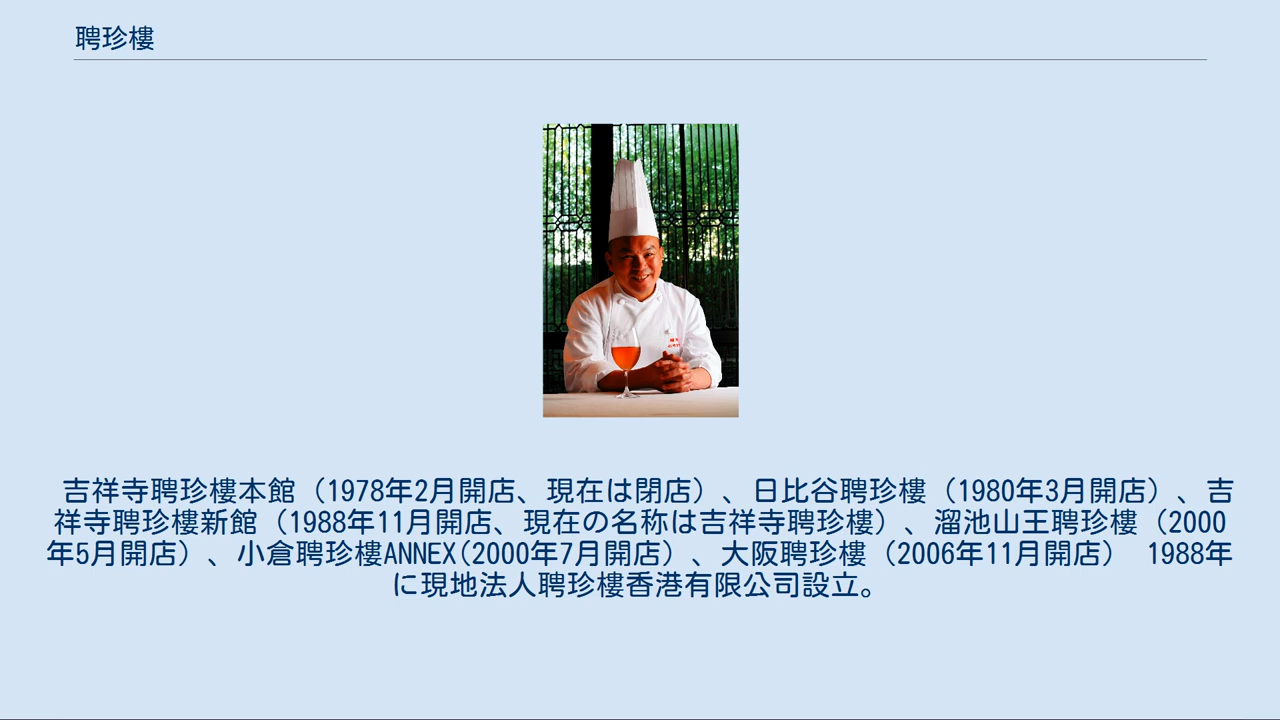 聘珍樓
吉祥寺聘珍樓本館（1978年2月開店、現在は閉店）、日比谷聘珍樓（1980年3月開店）、吉
祥寺聘珍樓新館（1988年11月開店、現在の名称は吉祥寺聘珍樓）、溜池山王聘珍樓（2000
年5月開店）、小倉聘珍樓ANNEX(2000年7月開店）、大阪聘珍樓（2006年11月開店）　1988年
に現地法人聘珍樓香港有限公司設立。